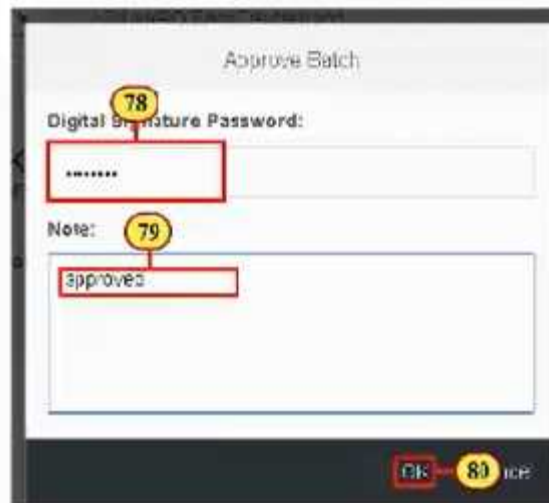 Approve Batch
78
Digital Signature Password:
........
Note:
79
approved
OK
80